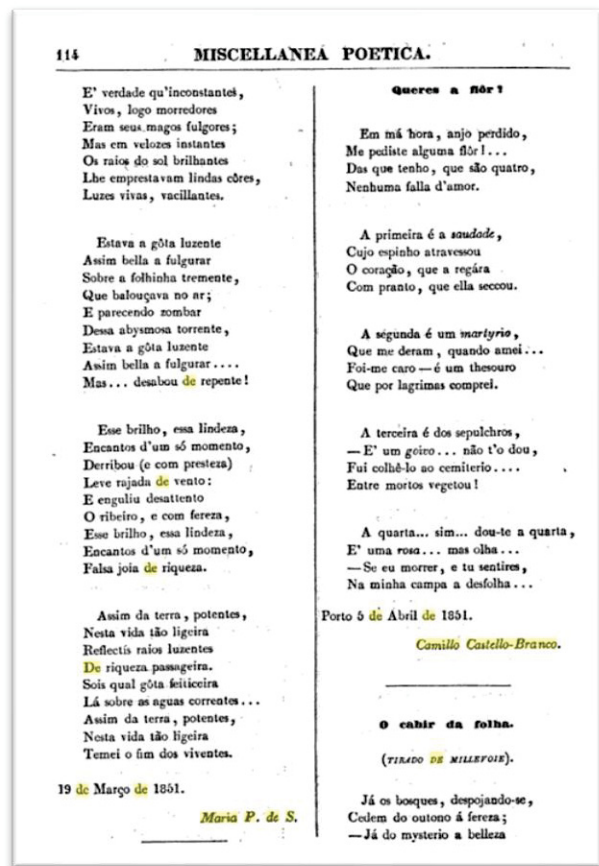 114
MISCELLANEA POETICA.
E' verdade qu'inconstantes,
Vivos, logo morredores
Eram seus magos fulgores;
Mas em velozes instantes
Os raios do sol brilhantes
Lhe emprestavam lindas côres,
Luzes vivas, vacillantes.
Estava a gôta luzente
Assim bella a fulgurar
Sobre a folhinha tremente,
Que balouçava no ar;
E parecendo zombar
Dessa abysmosa torrente,
Estava a gôta luzente
Assim bella a fulgurar....
Mas... desabou de repente!
Esse brilho, essa lindeza,
Encantos d'um só momento,
Derribou (e com presteza)
Leve rajada de vento:
E enguliu desattento
O ribeiro, e com fereza,
Esse brilho, essa lindeza,
Encantos d'um só momento,
Falsa joia de riqueza.
Assim da terra, potentes,
Nesta vida tão ligeira
Reflectís raios luzentes
De riqueza passageira.
Sois qual gôta feiticeira
Lá sobre as aguas correntes...
Assim da terra, potentes,
Nesta vida tão ligeira
Temei o fim dos viventes.
19 de Março de 1851.
Maria P. de S.
Queres a flôr?
Em má hora, anjo perdido,
Me pediste alguma flôr!...
Das que tenho, que são quatro,
Nenhuma falla d'amor.
A primeira é a saudade,
Cujo espinho atravessou
O coração, que a regára
Com pranto, que ella seccou.
A segunda é um martyrio,
Que me deram, quando amei...
Foi-me caro — é um thesouro
Que por lagrimas comprei.
A terceira é dos sepulchros,
— E' um goivo... não t'o dou,
Fui colhê-lo ao cemiterio....
Entre mortos vegetou!
A quarta... sim... dou-te a quarta,
E' uma rosa... mas olha...
— Se eu morrer, e tu sentires,
Na minha campa a desfolha...
Porto 5 de Abril de 1851.
Camillo Castello-Branco.
O cahir da folha.
(TIRADO DE MILLEVOIE).
Já os bosques, despojando-se,
Cedem do outono á fereza;
— Já do mysterio a belleza